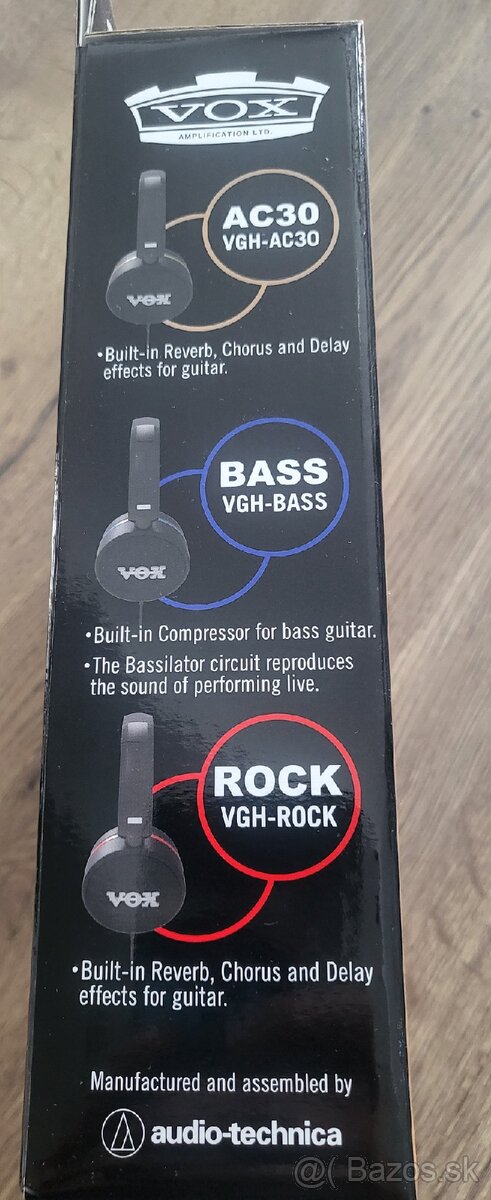 VOX
AMPLIFICATION LTD.
AC30
VGH-AC30
VOX
•Built-in Reverb, Chorus and Delay
effects for guitar.
BASS
VGH-BASS
VOX
•Built-in Compressor for bass guitar.
•The Bassilator circuit reproduces
the sound of performing live.
ROCK
VGH-ROCK
VOX
•Built-in Reverb, Chorus and Delay
effects for guitar.
Manufactured and assembled by
audio-technica
@( Bazos.sk